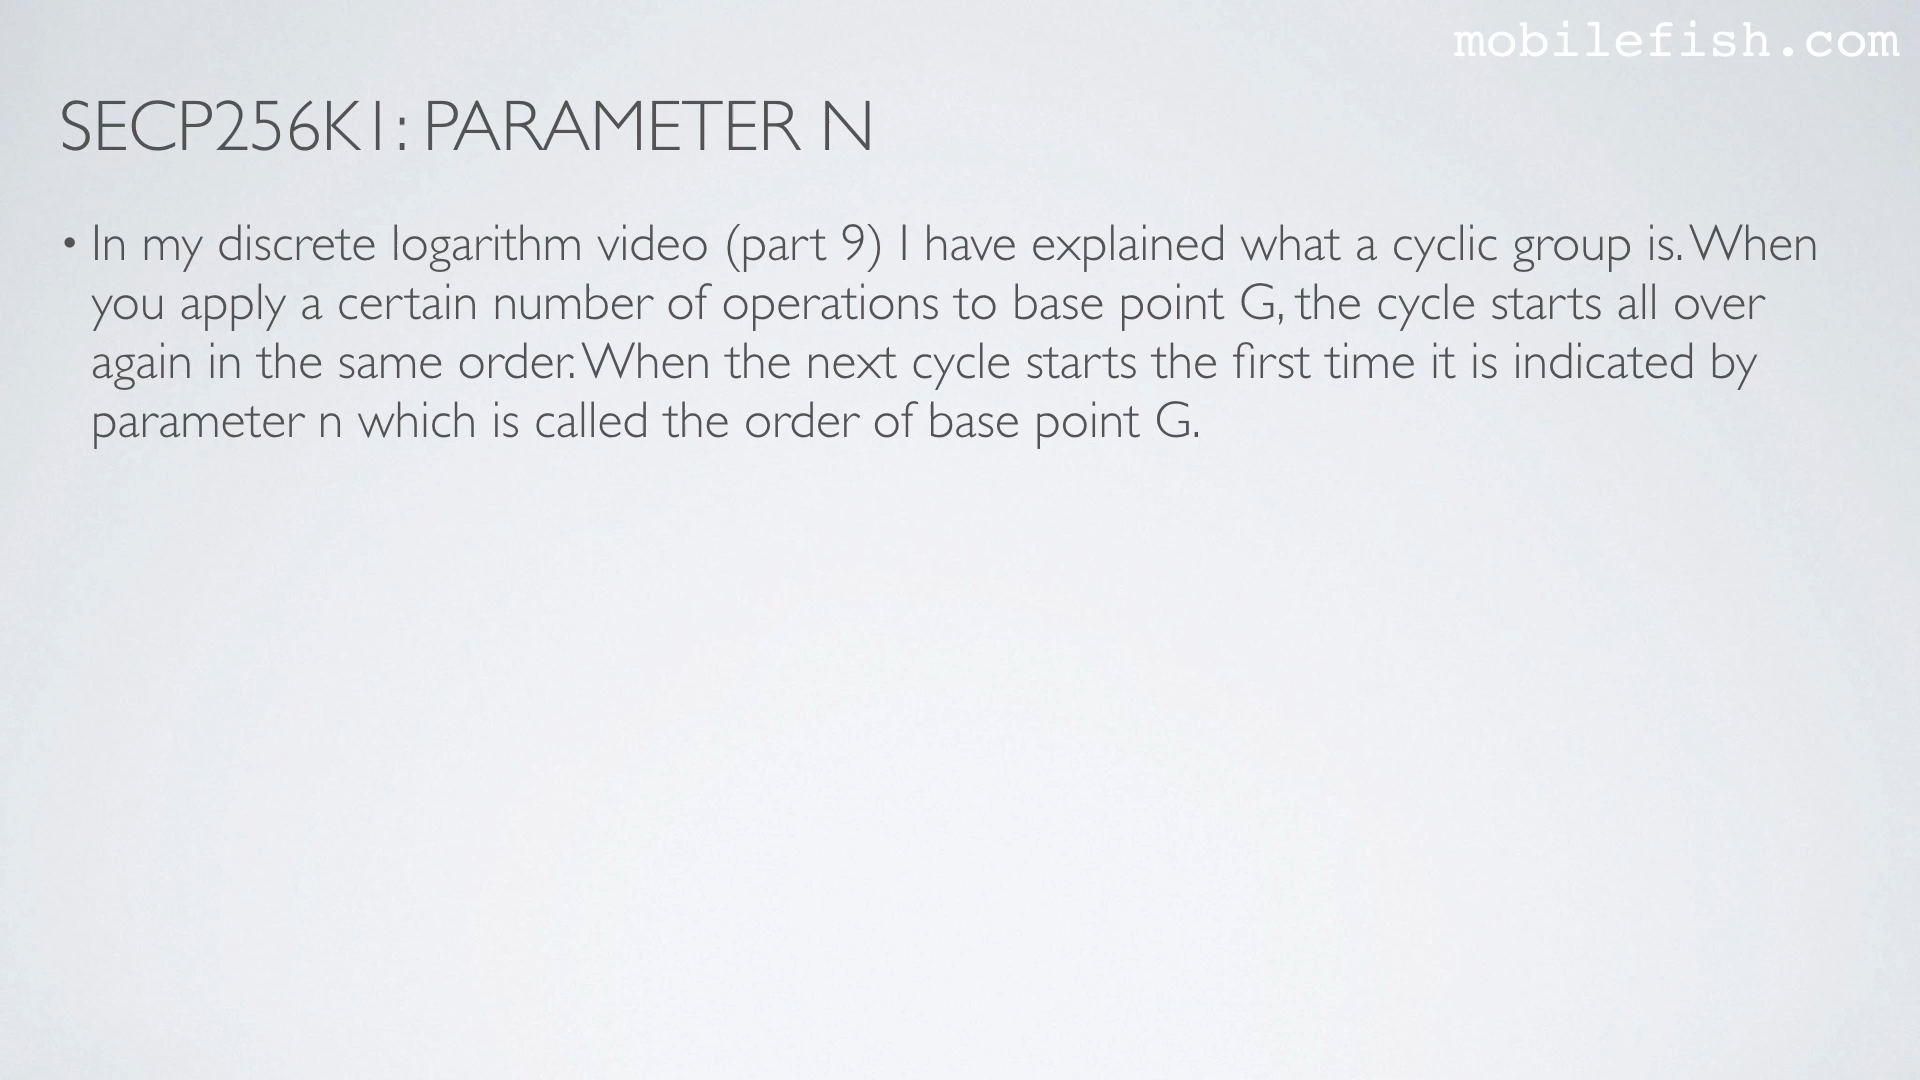 mobilefish.com
SECP256K1: PARAMETER N
• In my discrete logarithm video (part 9) I have explained what a cyclic group is. When
you apply a certain number of operations to base point G, the cycle starts all over
again in the same order. When the next cycle starts the first time it is indicated by
parameter n which is called the order of base point G.